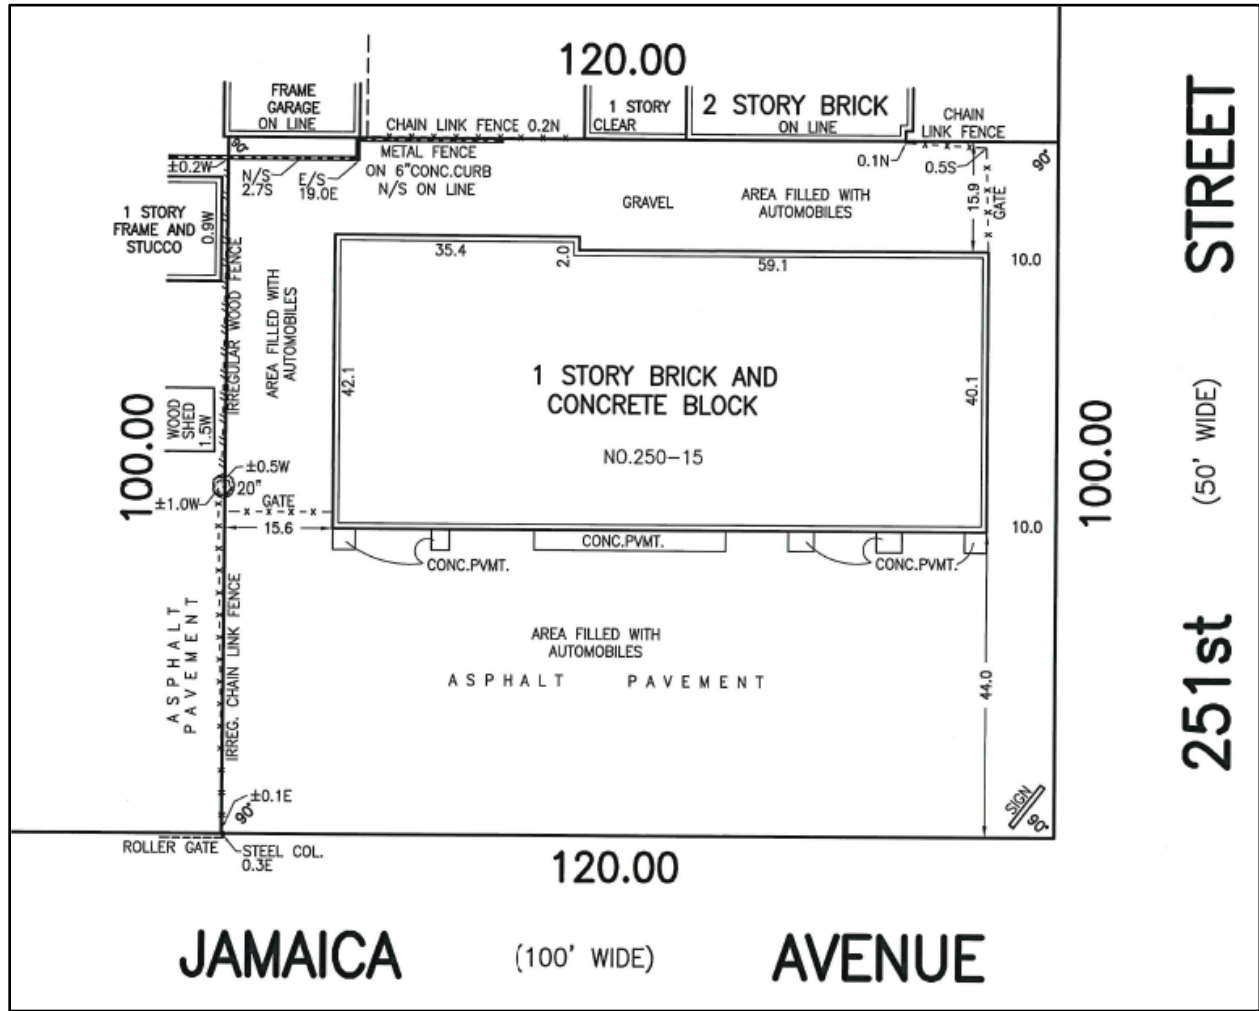 120.00
FRAME
GARAGE
ON LINE
CHAIN LINK FENCE 0.2N
1 STORY
CLEAR
2 STORY BRICK
ON LINE
CHAIN
LINK FENCE
90°
METAL FENCE
ON 6"CONC.CURB
N/S ON LINE
0.1N
0.5S
90°
±0.2W
N/S
2.7S
E/S
19.0E
GRAVEL
AREA FILLED WITH
AUTOMOBILES
15.9
GATE
1 STORY
FRAME AND
STUCCO
0.9W
IRREGULAR WOOD FENCE
AREA FILLED WITH
AUTOMOBILES
35.4
2.0
59.1
10.0
42.1
1 STORY BRICK AND
CONCRETE BLOCK
NO.250-15
40.1
100.00
WOOD
SHED
1.5W
±0.5W
20"
±1.0W
GATE
15.6
10.0
CONC.PVMT.
CONC.PVMT.
CONC.PVMT.
100.00
ASPHALT
PAVEMENT
IRREG. CHAIN LINK FENCE
AREA FILLED WITH
AUTOMOBILES
ASPHALT PAVEMENT
44.0
±0.1E
90°
SIGN
90°
ROLLER GATE
STEEL COL.
0.3E
120.00
JAMAICA (100' WIDE) AVENUE
251st (50' WIDE) STREET